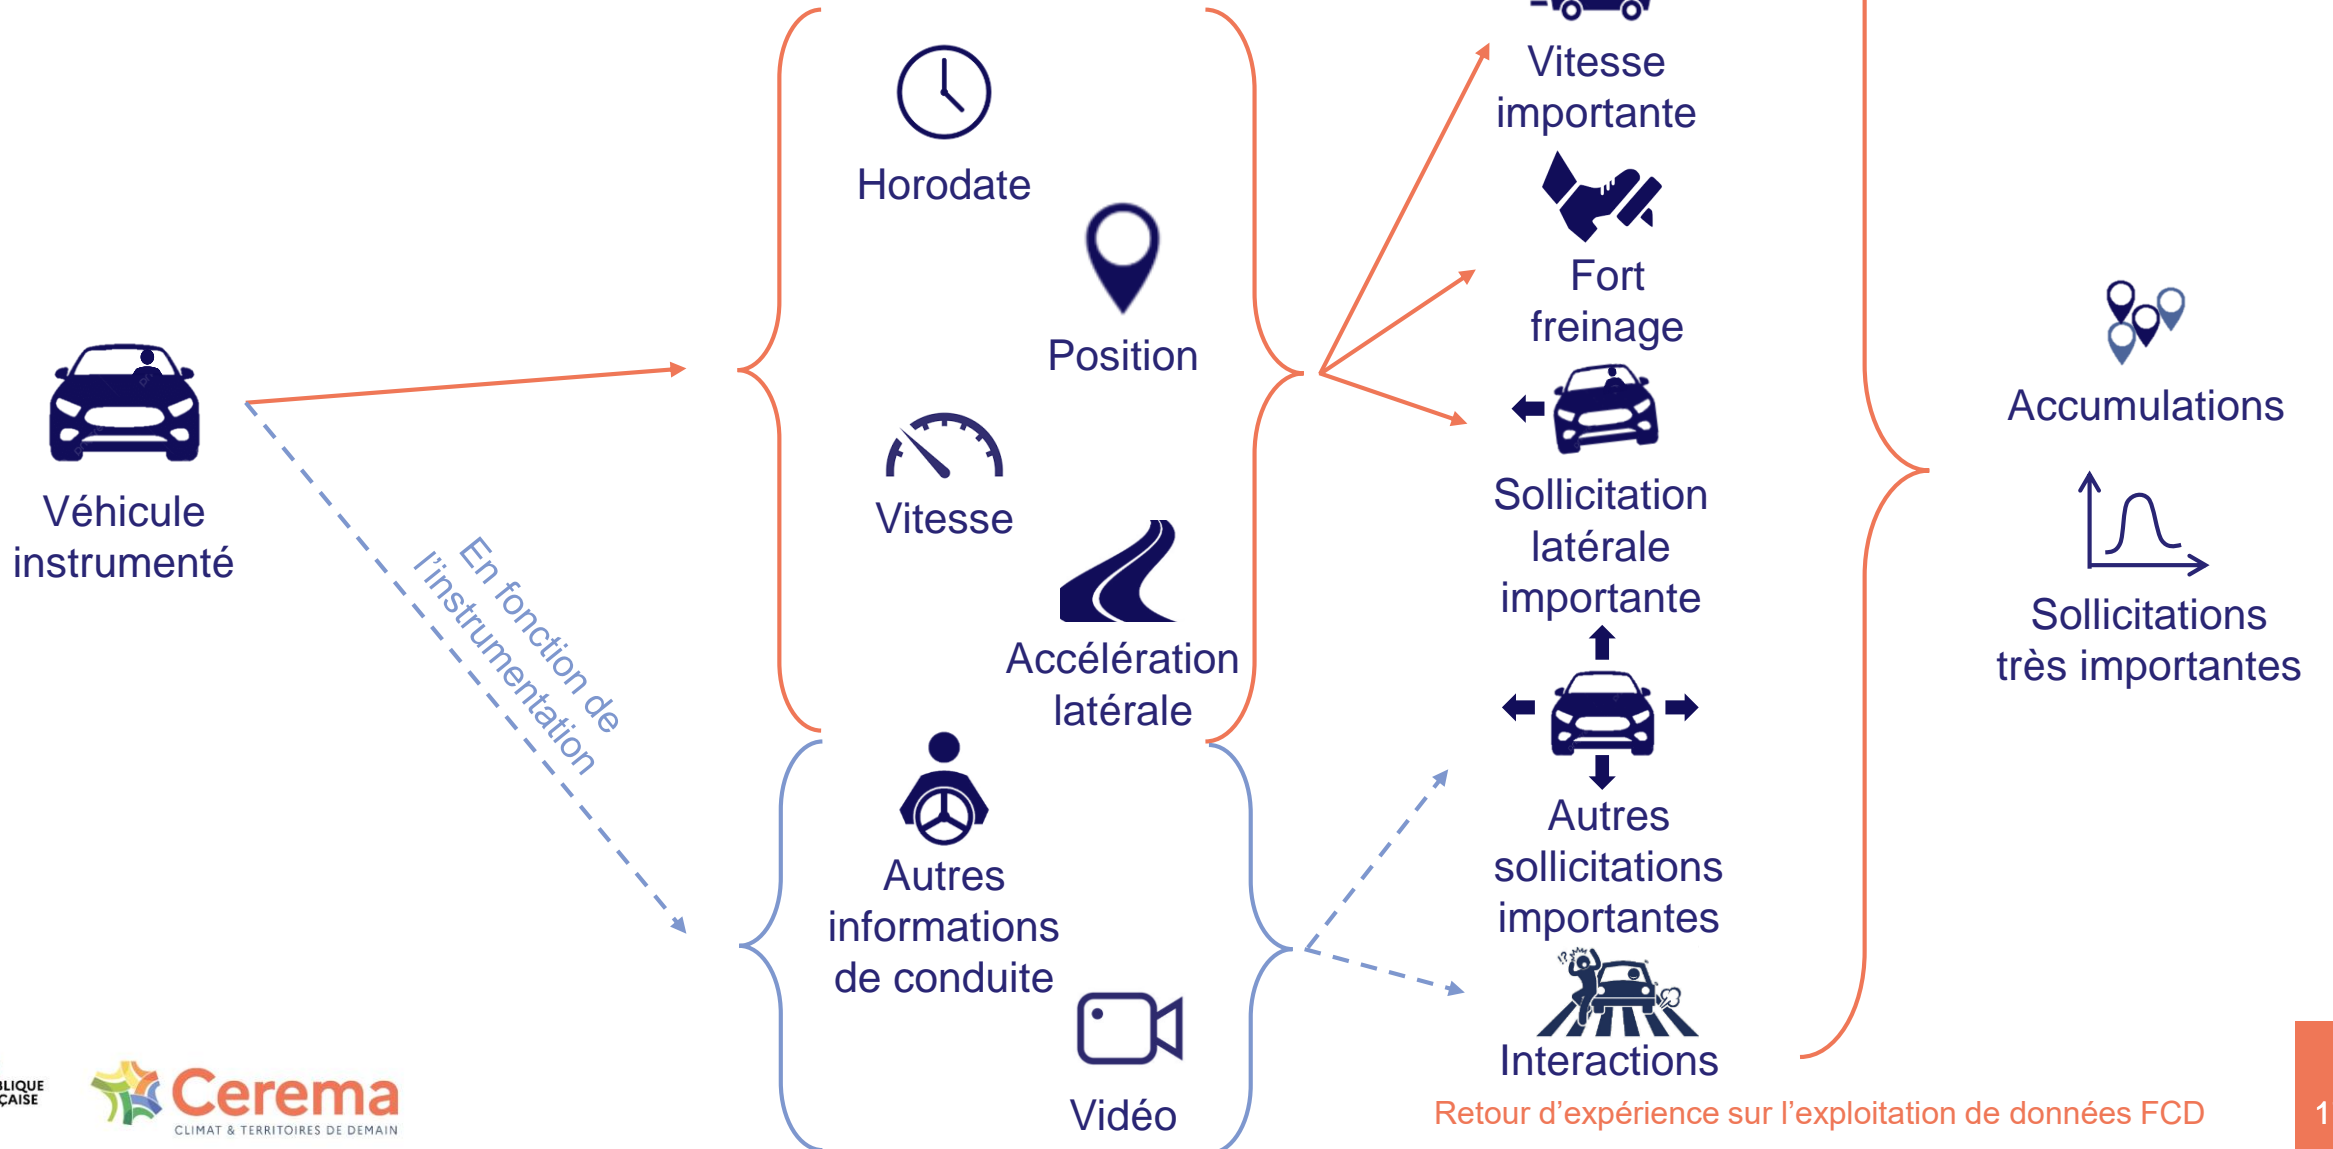 Véhicule
instrumenté
En fonction de
l'instrumentation
Horodate
Position
Vitesse
Accélération
latérale
Autres
informations
de conduite
Vidéo
Vitesse
importante
Fort
freinage
Sollicitation
latérale
importante
Autres
sollicitations
importantes
!?
Interactions
Accumulations
Sollicitations
très importantes
Cerema
CLIMAT & TERRITOIRES DE DEMAIN
Retour d'expérience sur l'exploitation de données FCD
1